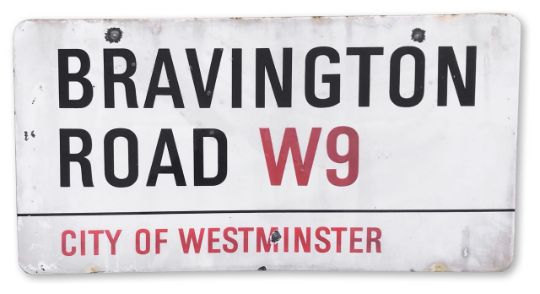 BRAVINGTON
ROAD W9
CITY OF WESTMINSTER